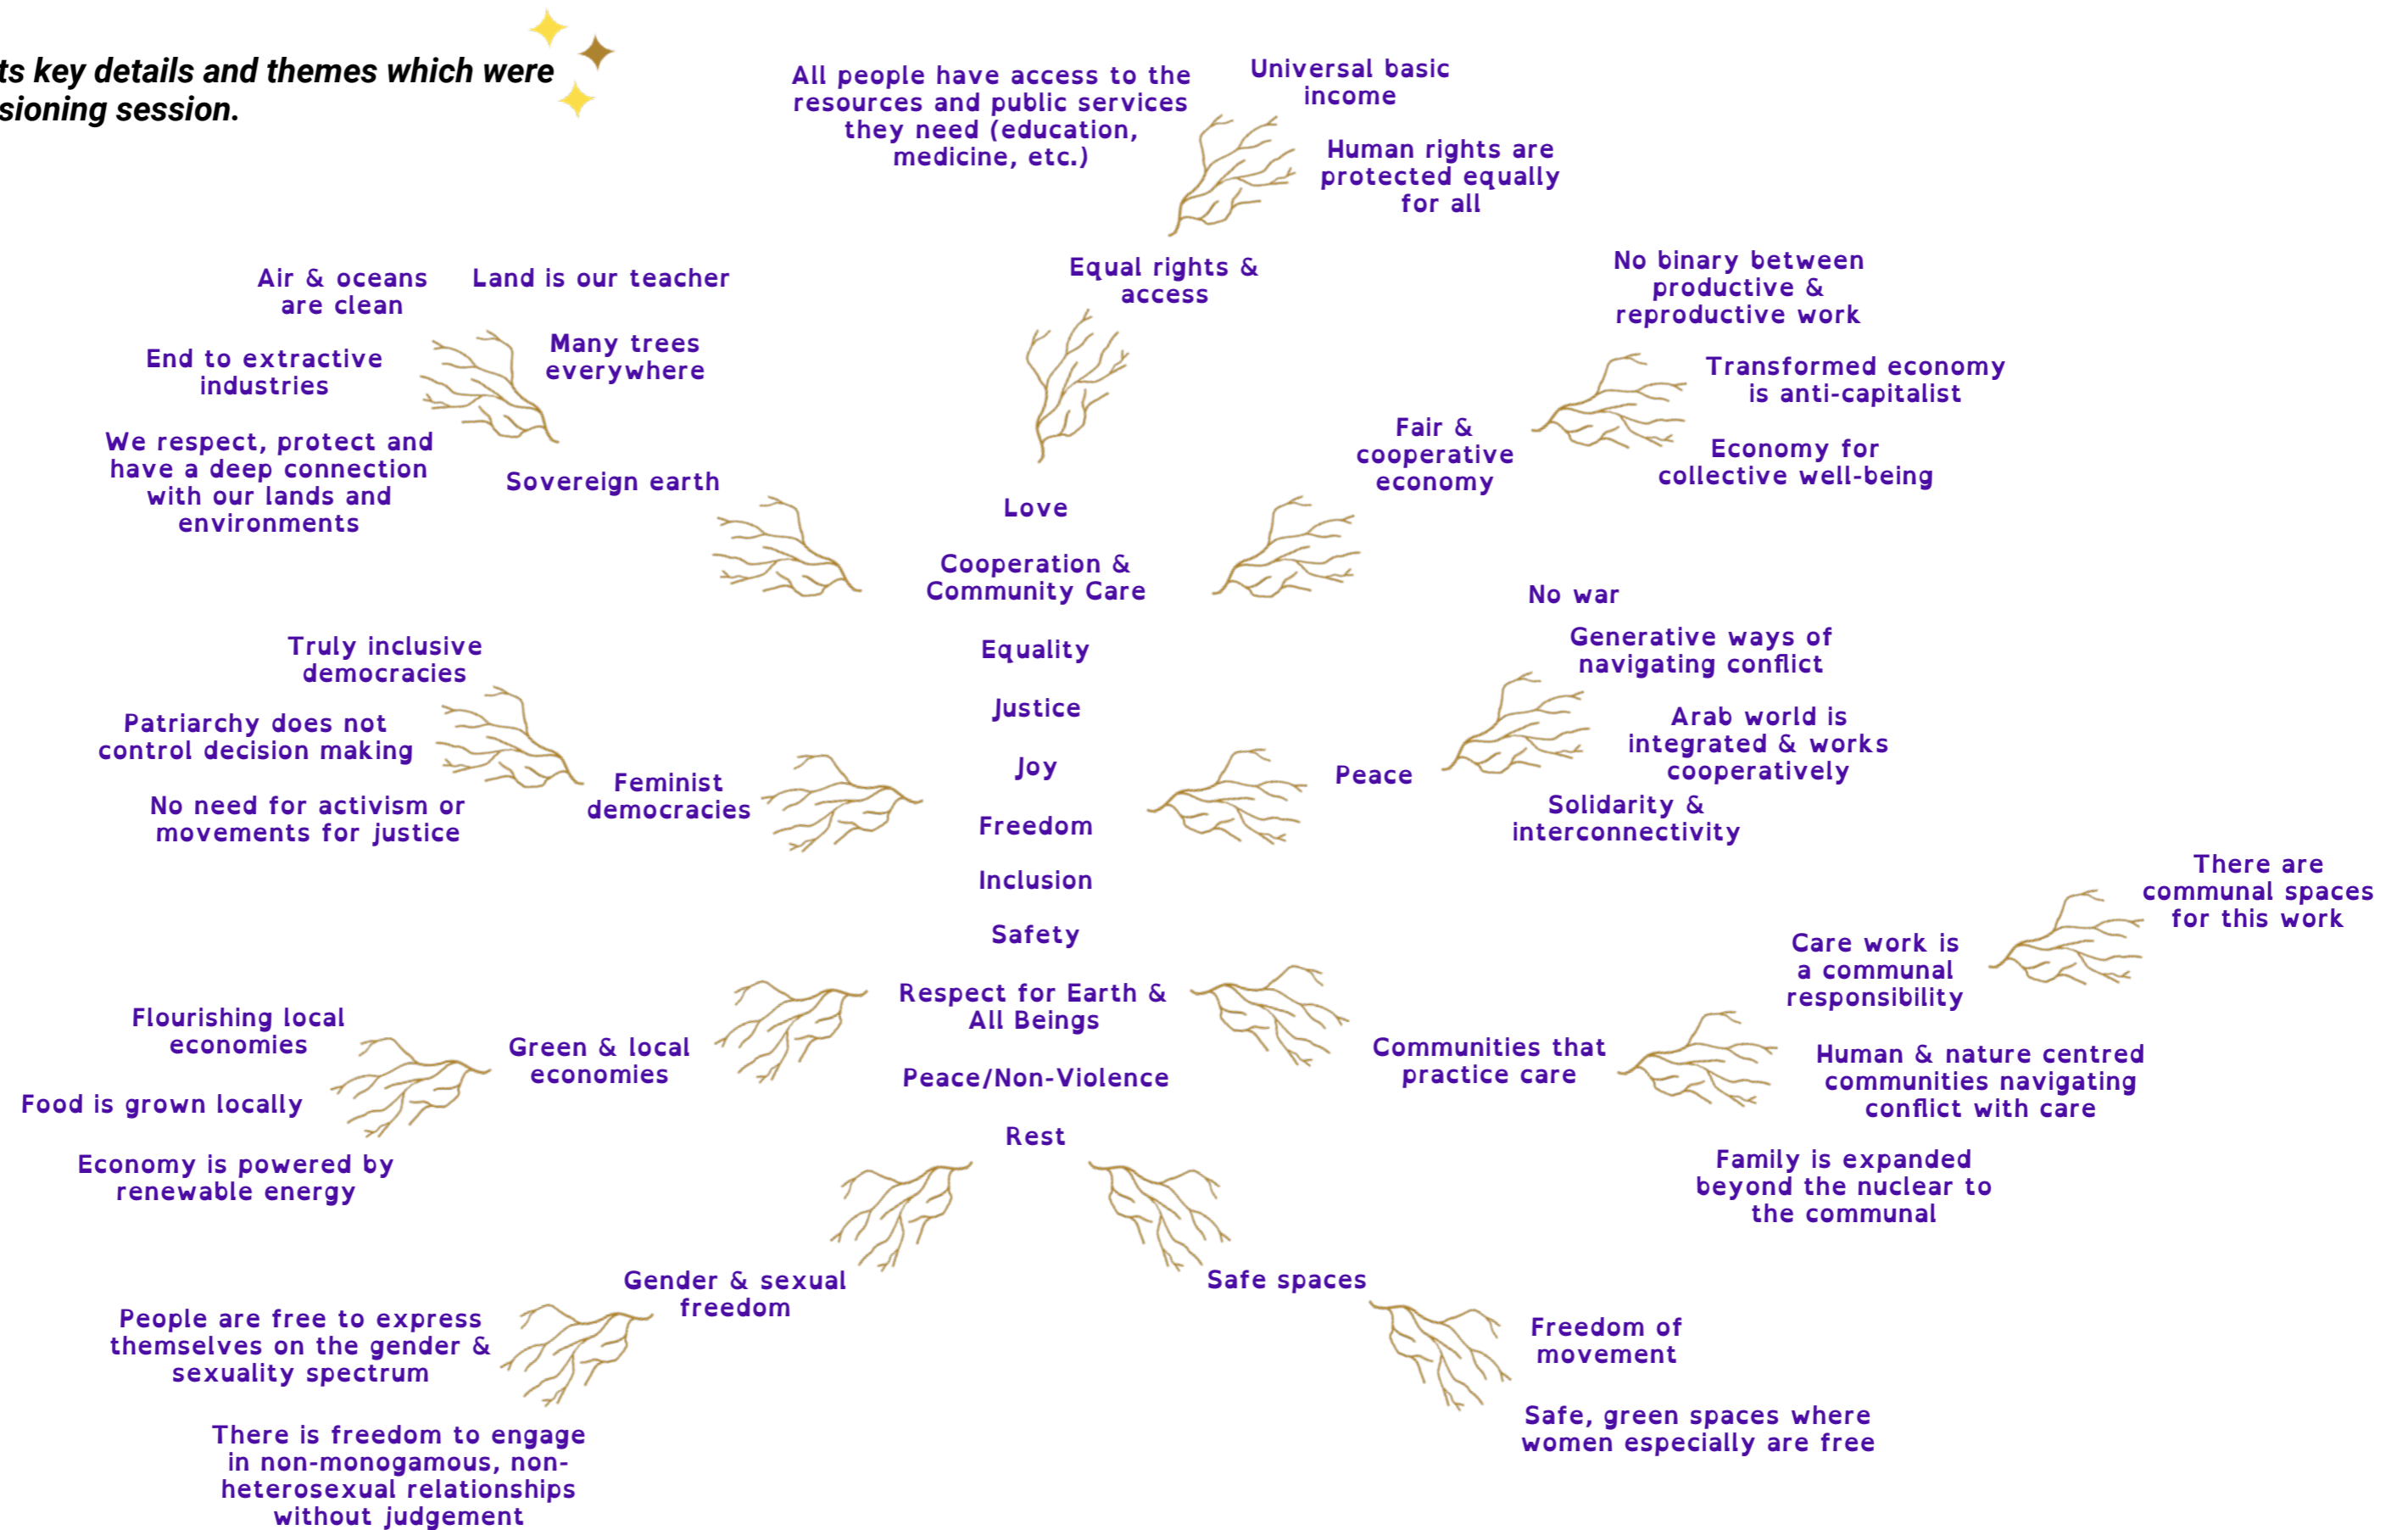 ts key details and themes which were
sioning session.
All people have access to the
resources and public services
they need (education,
medicine, etc.)
Universal basic
income
Human rights are
protected equally
for all
Equal rights &
access
Air & oceans
are clean
Land is our teacher
Many trees
everywhere
End to extractive
industries
We respect, protect and
have a deep connection
with our lands and
environments
Sovereign earth
No binary between
productive &
reproductive work
Transformed economy
is anti-capitalist
Economy for
collective well-being
Fair &
cooperative
economy
Love
Cooperation &
Community Care
Equality
Justice
Joy
Freedom
Inclusion
Safety
Respect for Earth &
All Beings
Peace/Non-Violence
Rest
Truly inclusive
democracies
Patriarchy does not
control decision making
No need for activism or
movements for justice
Feminist
democracies
No war
Generative ways of
navigating conflict
Arab world is
integrated & works
cooperatively
Solidarity &
interconnectivity
Peace
There are
communal spaces
for this work
Care work is
a communal
responsibility
Human & nature centred
communities navigating
conflict with care
Family is expanded
beyond the nuclear to
the communal
Communities that
practice care
Flourishing local
economies
Food is grown locally
Economy is powered by
renewable energy
Green & local
economies
Gender & sexual
freedom
People are free to express
themselves on the gender &
sexuality spectrum
There is freedom to engage
in non-monogamous, non-
heterosexual relationships
without judgement
Safe spaces
Freedom of
movement
Safe, green spaces where
women especially are free